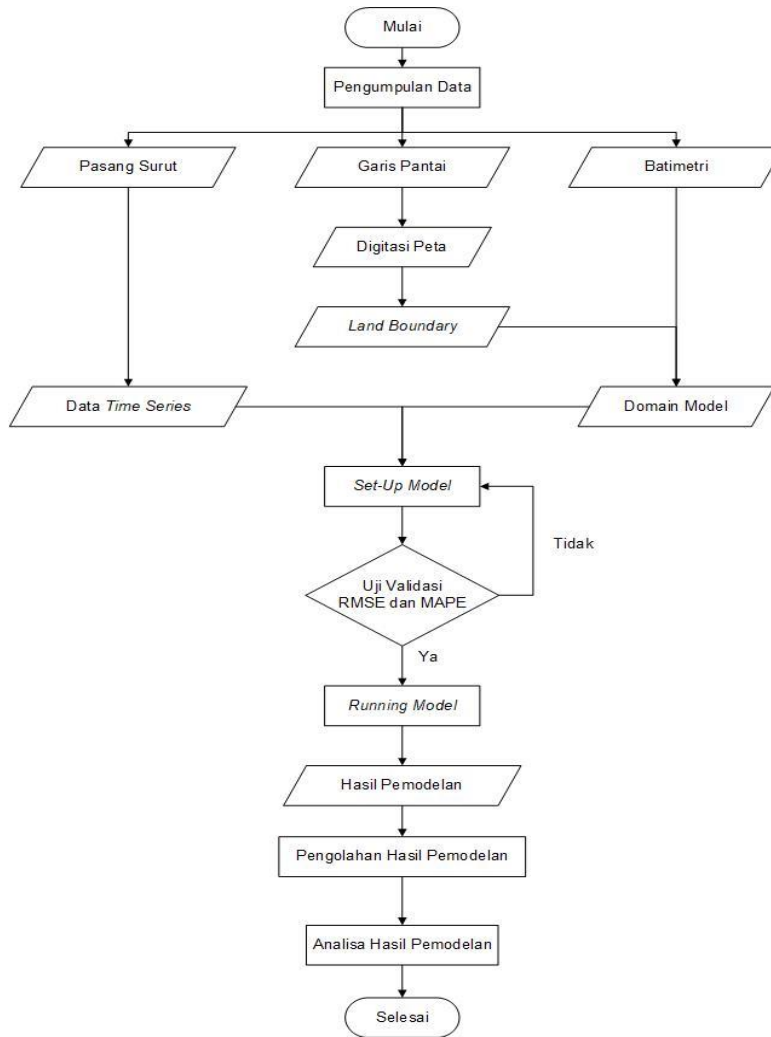 Mulai
Pengumpulan Data
Pasang Surut
Garis Pantai
Batimetri
Digitasi Peta
Land Boundary
Data Time Series
Domain Model
Set-Up Model
Tidak
Uji Validasi
RMSE dan MAPE
Ya
Running Model
Hasil Pemodelan
Pengolahan Hasil Pemodelan
Analisa Hasil Pemodelan
Selesai